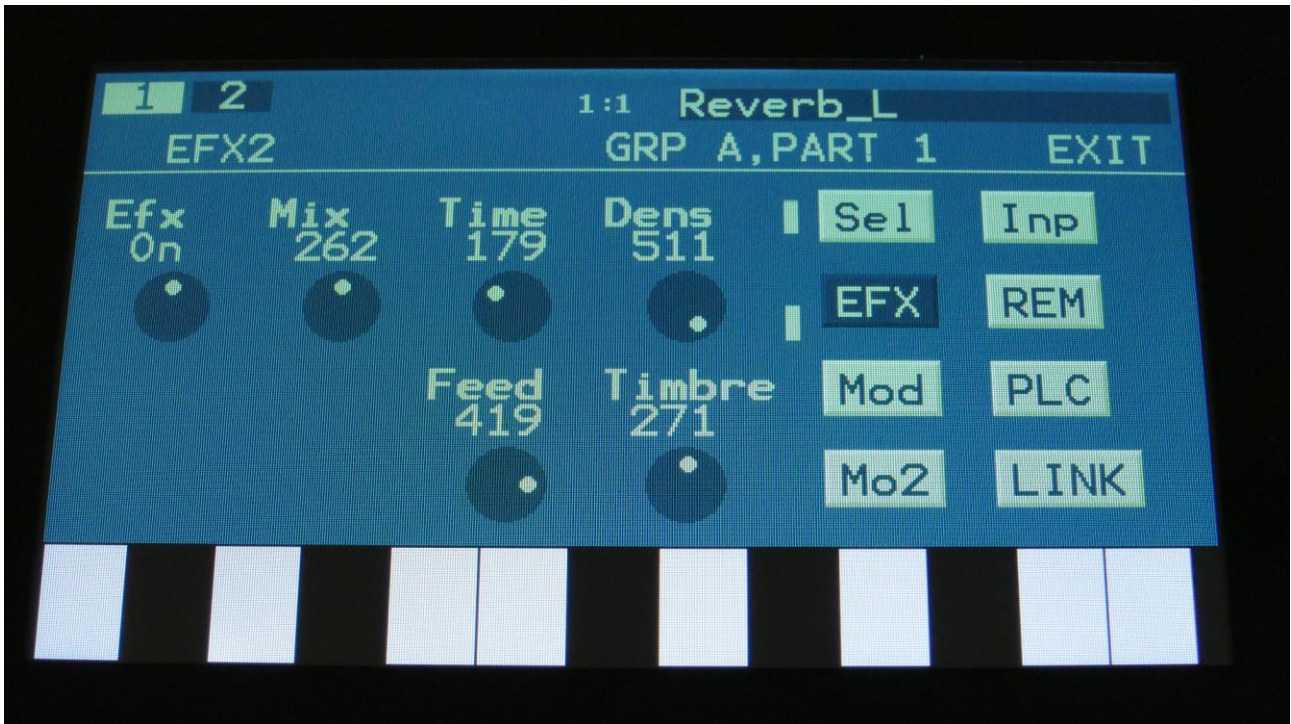 1 2 1:1 Reverb_L
EFX2 GRP A,PART 1 EXIT
Efx Mix Time Dens Sel Inp
On 262 179 511
EFX REM
Feed Timbre Mod PLC
419 271
Mo2 LINK